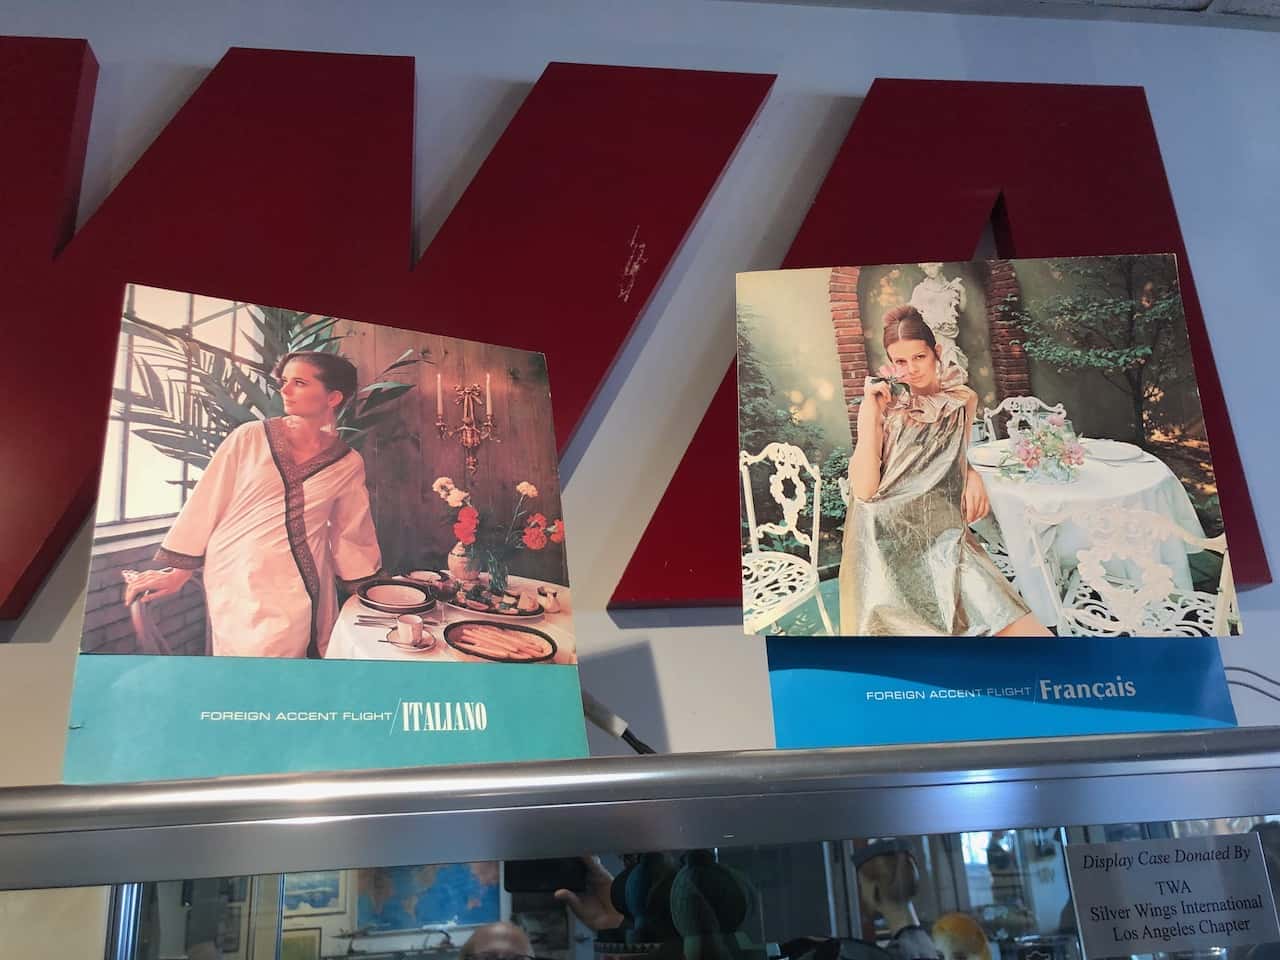 WA
FOREIGN ACCENT FLIGHT/ITALIANO
FOREIGN ACCENT FLIGHT/Français
Display Case Donated By
TWA
Silver Wings International
Los Angeles Chapter